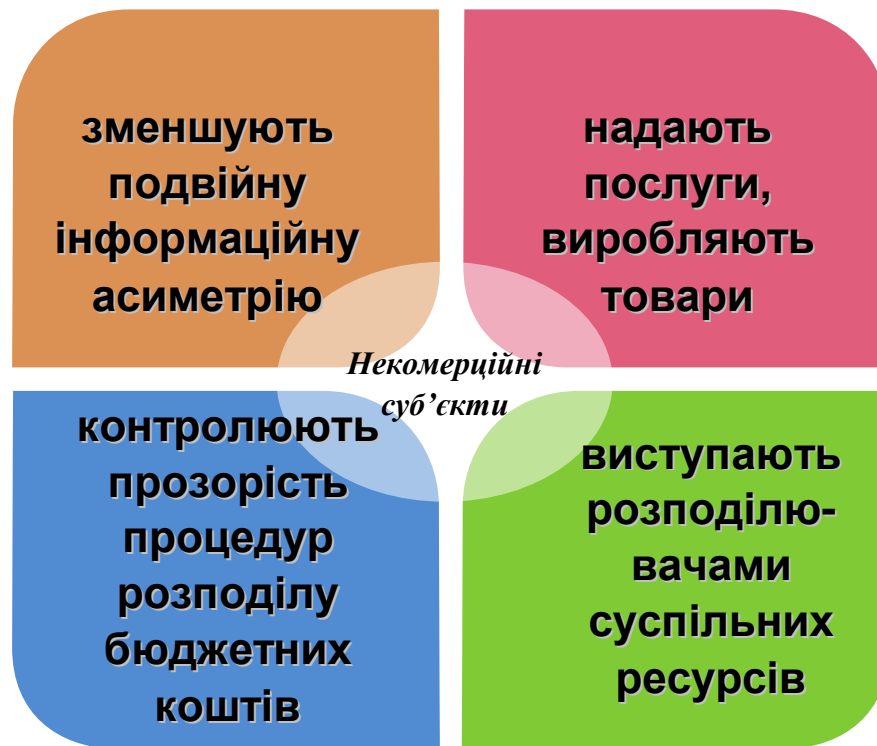 зменшують
подвійну
інформаційну
асиметрію
надають
послуги,
виробляють
товари
Некомерційні
суб’єкти
контролюють
прозорість
процедур
розподілу
бюджетних
коштів
виступають
розподілю-
вачами
суспільних
ресурсів